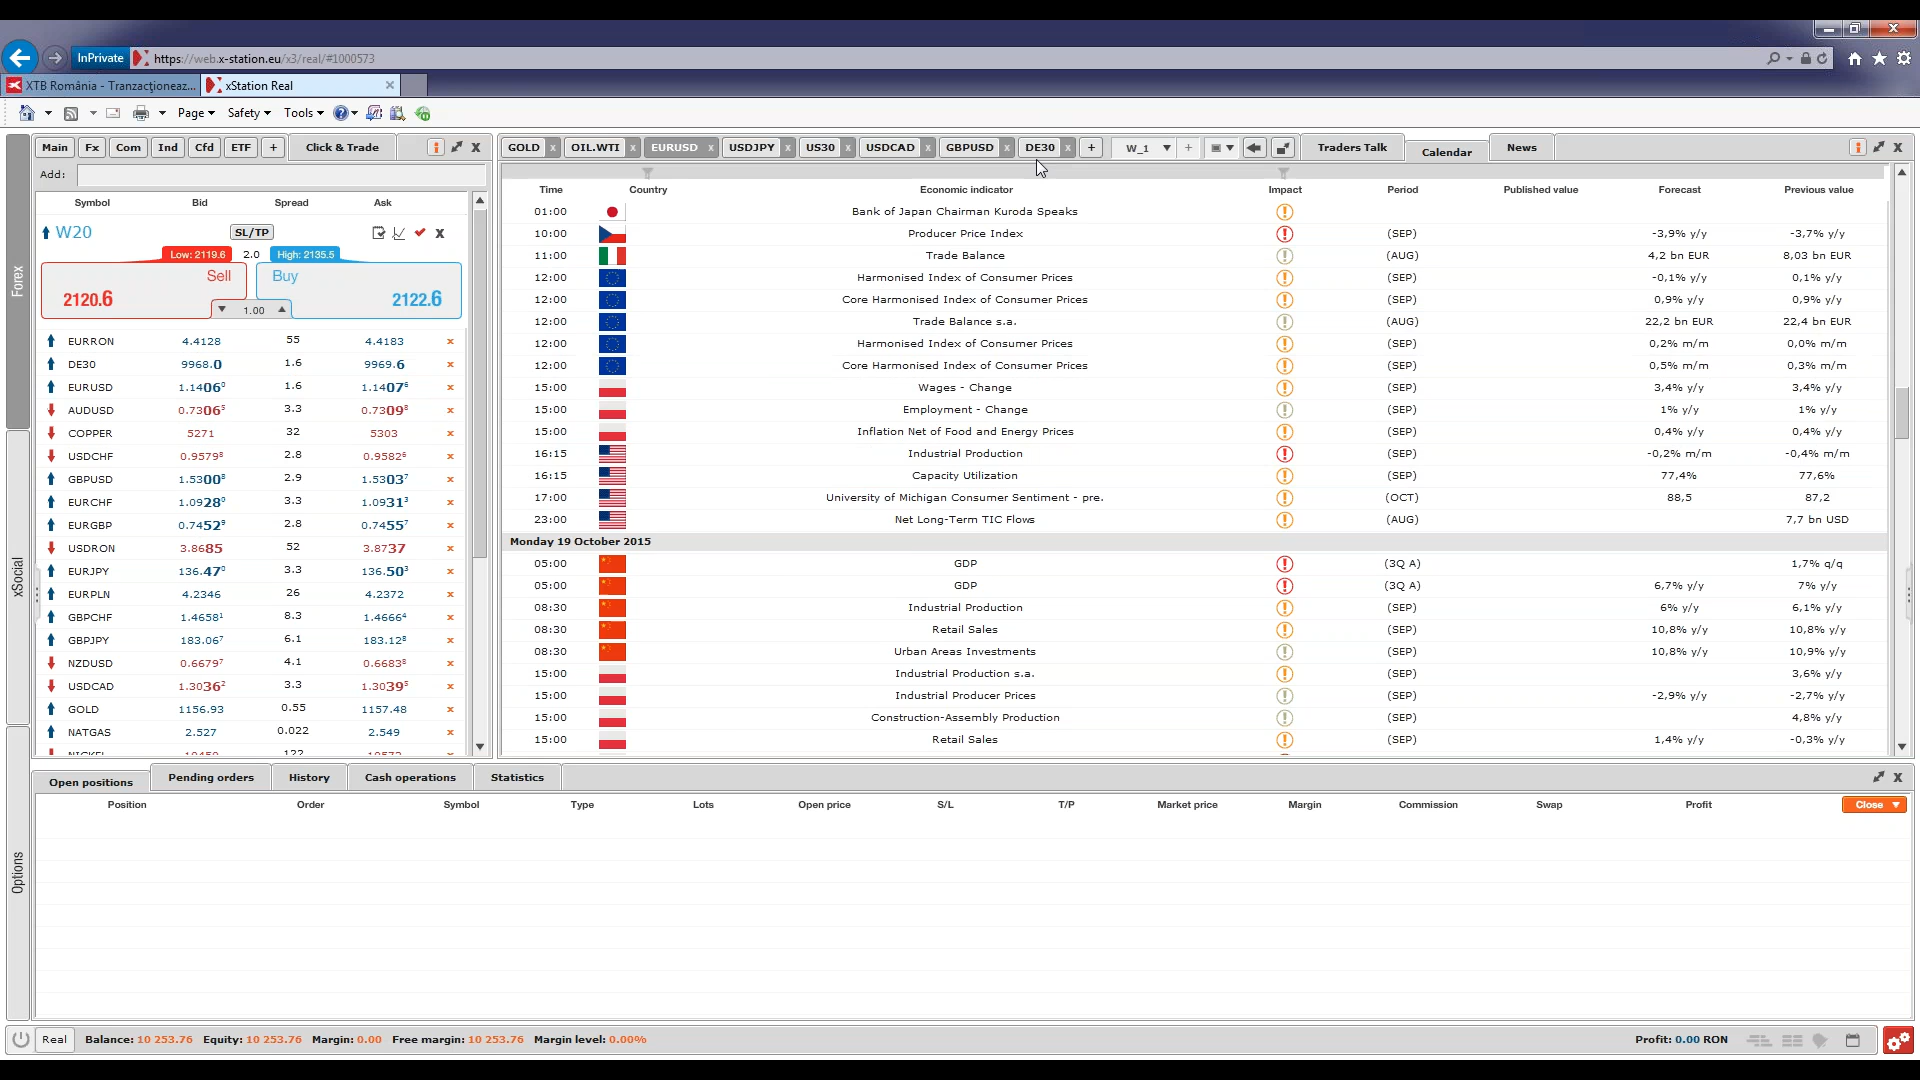 InPrivate https://web.x-station.eu/x3/real/#1000573
XTB România - Tranzacţioneaz... xStation Real x
Page Safety Tools
Main Fx Com Ind Cfd ETF + Click & Trade
GOLD x OIL.WTI x EURUSD x USDJPY x US30 x USDCAD x GBPUSD x DE30 x + W_1 + Traders Talk Calendar News
Add:
Symbol Bid Spread Ask
W20 SL/TP X
Low: 2119.6 2.0 High: 2135.5
Sell Buy
2120.6 2122.6
1.00
EURRON 4.4128 55 4.4183 x
DE30 9968.0 1.6 9969.6 x
EURUSD 1.14060 1.6 1.14076 x
AUDUSD 0.73065 3.3 0.73098 x
COPPER 5271 32 5303 x
USDCHF 0.95798 2.8 0.95826 x
GBPUSD 1.53008 2.9 1.53037 x
EURCHF 1.09280 3.3 1.09313 x
EURGBP 0.74529 2.8 0.74557 x
USDRON 3.8685 52 3.8737 x
EURJPY 136.470 3.3 136.503 x
EURPLN 4.2346 26 4.2372 x
GBPCHF 1.46581 8.3 1.46664 x
GBPJPY 183.067 6.1 183.128 x
NZDUSD 0.66797 4.1 0.66838 x
USDCAD 1.30362 3.3 1.30395 x
GOLD 1156.93 0.55 1157.48 x
NATGAS 2.527 0.022 2.549 x
Forex
xSocial
Options
Time Country Economic indicator Impact Period Published value Forecast Previous value
01:00 Bank of Japan Chairman Kuroda Speaks
10:00 Producer Price Index (SEP) -3,9% y/y -3,7% y/y
11:00 Trade Balance (AUG) 4,2 bn EUR 8,03 bn EUR
12:00 Harmonised Index of Consumer Prices (SEP) -0,1% y/y 0,1% y/y
12:00 Core Harmonised Index of Consumer Prices (SEP) 0,9% y/y 0,9% y/y
12:00 Trade Balance s.a. (AUG) 22,2 bn EUR 22,4 bn EUR
12:00 Harmonised Index of Consumer Prices (SEP) 0,2% m/m 0,0% m/m
12:00 Core Harmonised Index of Consumer Prices (SEP) 0,5% m/m 0,3% m/m
15:00 Wages - Change (SEP) 3,4% y/y 3,4% y/y
15:00 Employment - Change (SEP) 1% y/y 1% y/y
15:00 Inflation Net of Food and Energy Prices (SEP) 0,4% y/y 0,4% y/y
16:15 Industrial Production (SEP) -0,2% m/m -0,4% m/m
16:15 Capacity Utilization (SEP) 77,4% 77,6%
17:00 University of Michigan Consumer Sentiment - pre. (OCT) 88,5 87,2
23:00 Net Long-Term TIC Flows (AUG) 7,7 bn USD
Monday 19 October 2015
05:00 GDP (3Q A) 1,7% q/q
05:00 GDP (3Q A) 6,7% y/y 7% y/y
08:30 Industrial Production (SEP) 6% y/y 6,1% y/y
08:30 Retail Sales (SEP) 10,8% y/y 10,8% y/y
08:30 Urban Areas Investments (SEP) 10,8% y/y 10,9% y/y
15:00 Industrial Production s.a. (SEP) 3,6% y/y
15:00 Industrial Producer Prices (SEP) -2,9% y/y -2,7% y/y
15:00 Construction-Assembly Production (SEP) 4,8% y/y
15:00 Retail Sales (SEP) 1,4% y/y -0,3% y/y
Open positions Pending orders History Cash operations Statistics
Position Order Symbol Type Lots Open price S/L T/P Market price Margin Commission Swap Profit Close
Real Balance: 10 253.76 Equity: 10 253.76 Margin: 0.00 Free margin: 10 253.76 Margin level: 0.00% Profit: 0.00 RON